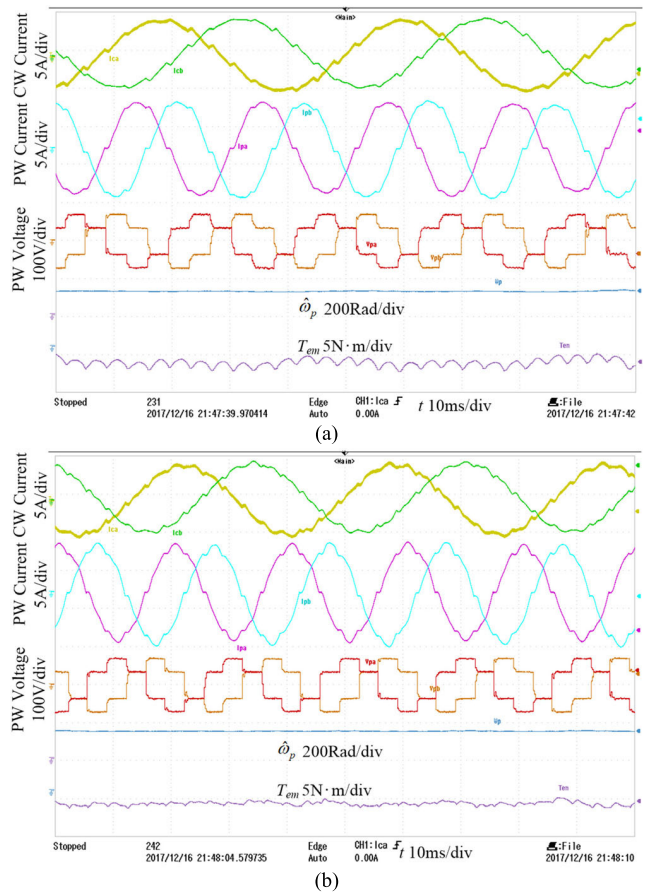 <Main>
CW Current
5A/div
Ica
Icb
PW Current
5A/div
Ipb
Ipa
PW Voltage
100V/div
Vpa
Vpb
Wp
ω̂p 200Rad/div
Tem 5N·m/div
Tem
Stopped 231 Edge CH1:Ica t 10ms/div :File
2017/12/16 21:47:39.970414 Auto 0.00A 2017/12/16 21:47:42
(a)
<Main>
CW Current
5A/div
Ica
Icb
PW Current
5A/div
Ipb
Ipa
PW Voltage
100V/div
Vpa
Vpb
Wp
ω̂p 200Rad/div
Tem 5N·m/div
Tem
Stopped 242 Edge CH1:Ica t 10ms/div :File
2017/12/16 21:48:04.579735 Auto 0.00A 2017/12/16 21:48:10
(b)